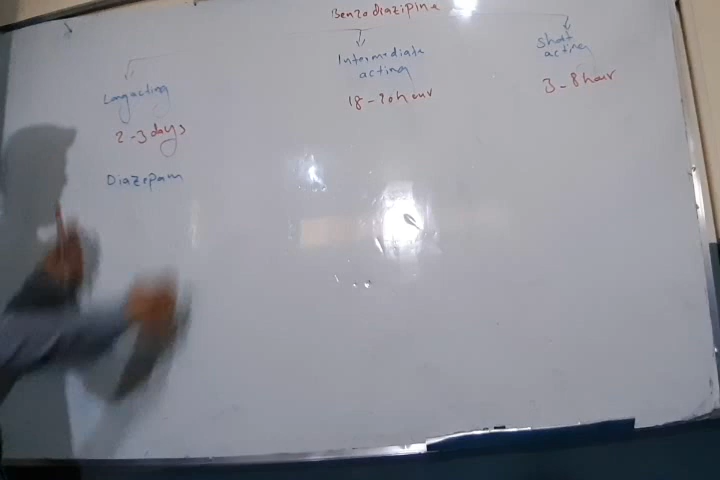 Benzodiazipine
Long acting
2-3 days
Diazepam
Intermediate
acting
18-20 hour
Short
acting
3-8 hour